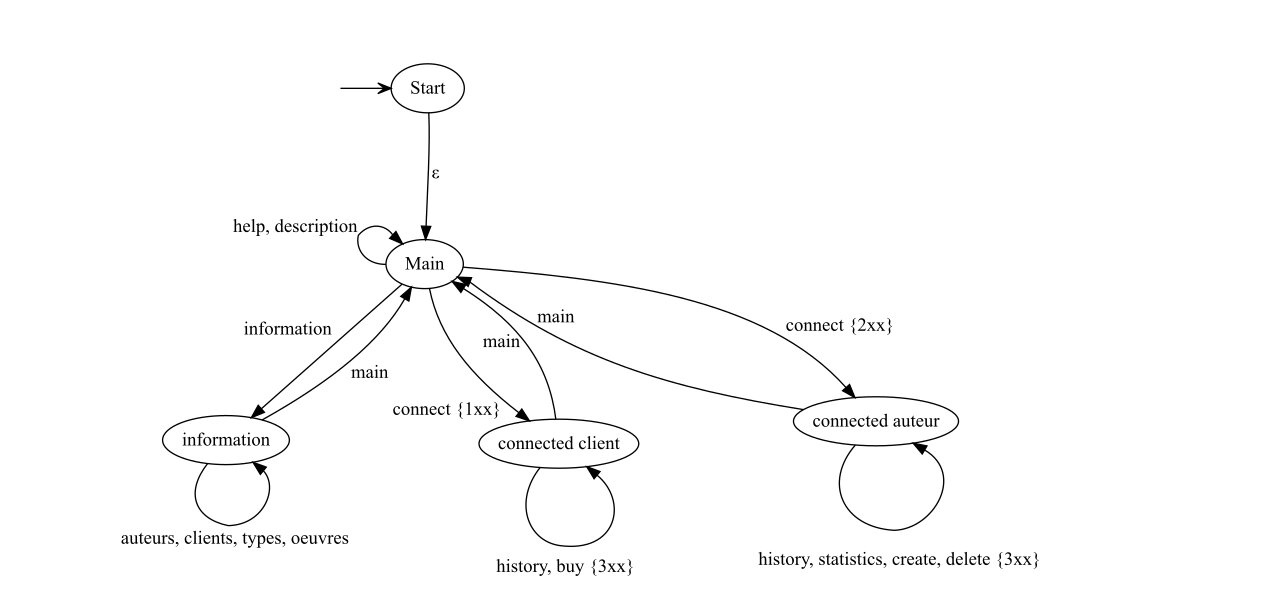 Start
ε
help, description
Main
main
connect {2xx}
information
main
main
connect {1xx}
connected auteur
information
connected client
auteurs, clients, types, oeuvres
history, statistics, create, delete {3xx}
history, buy {3xx}